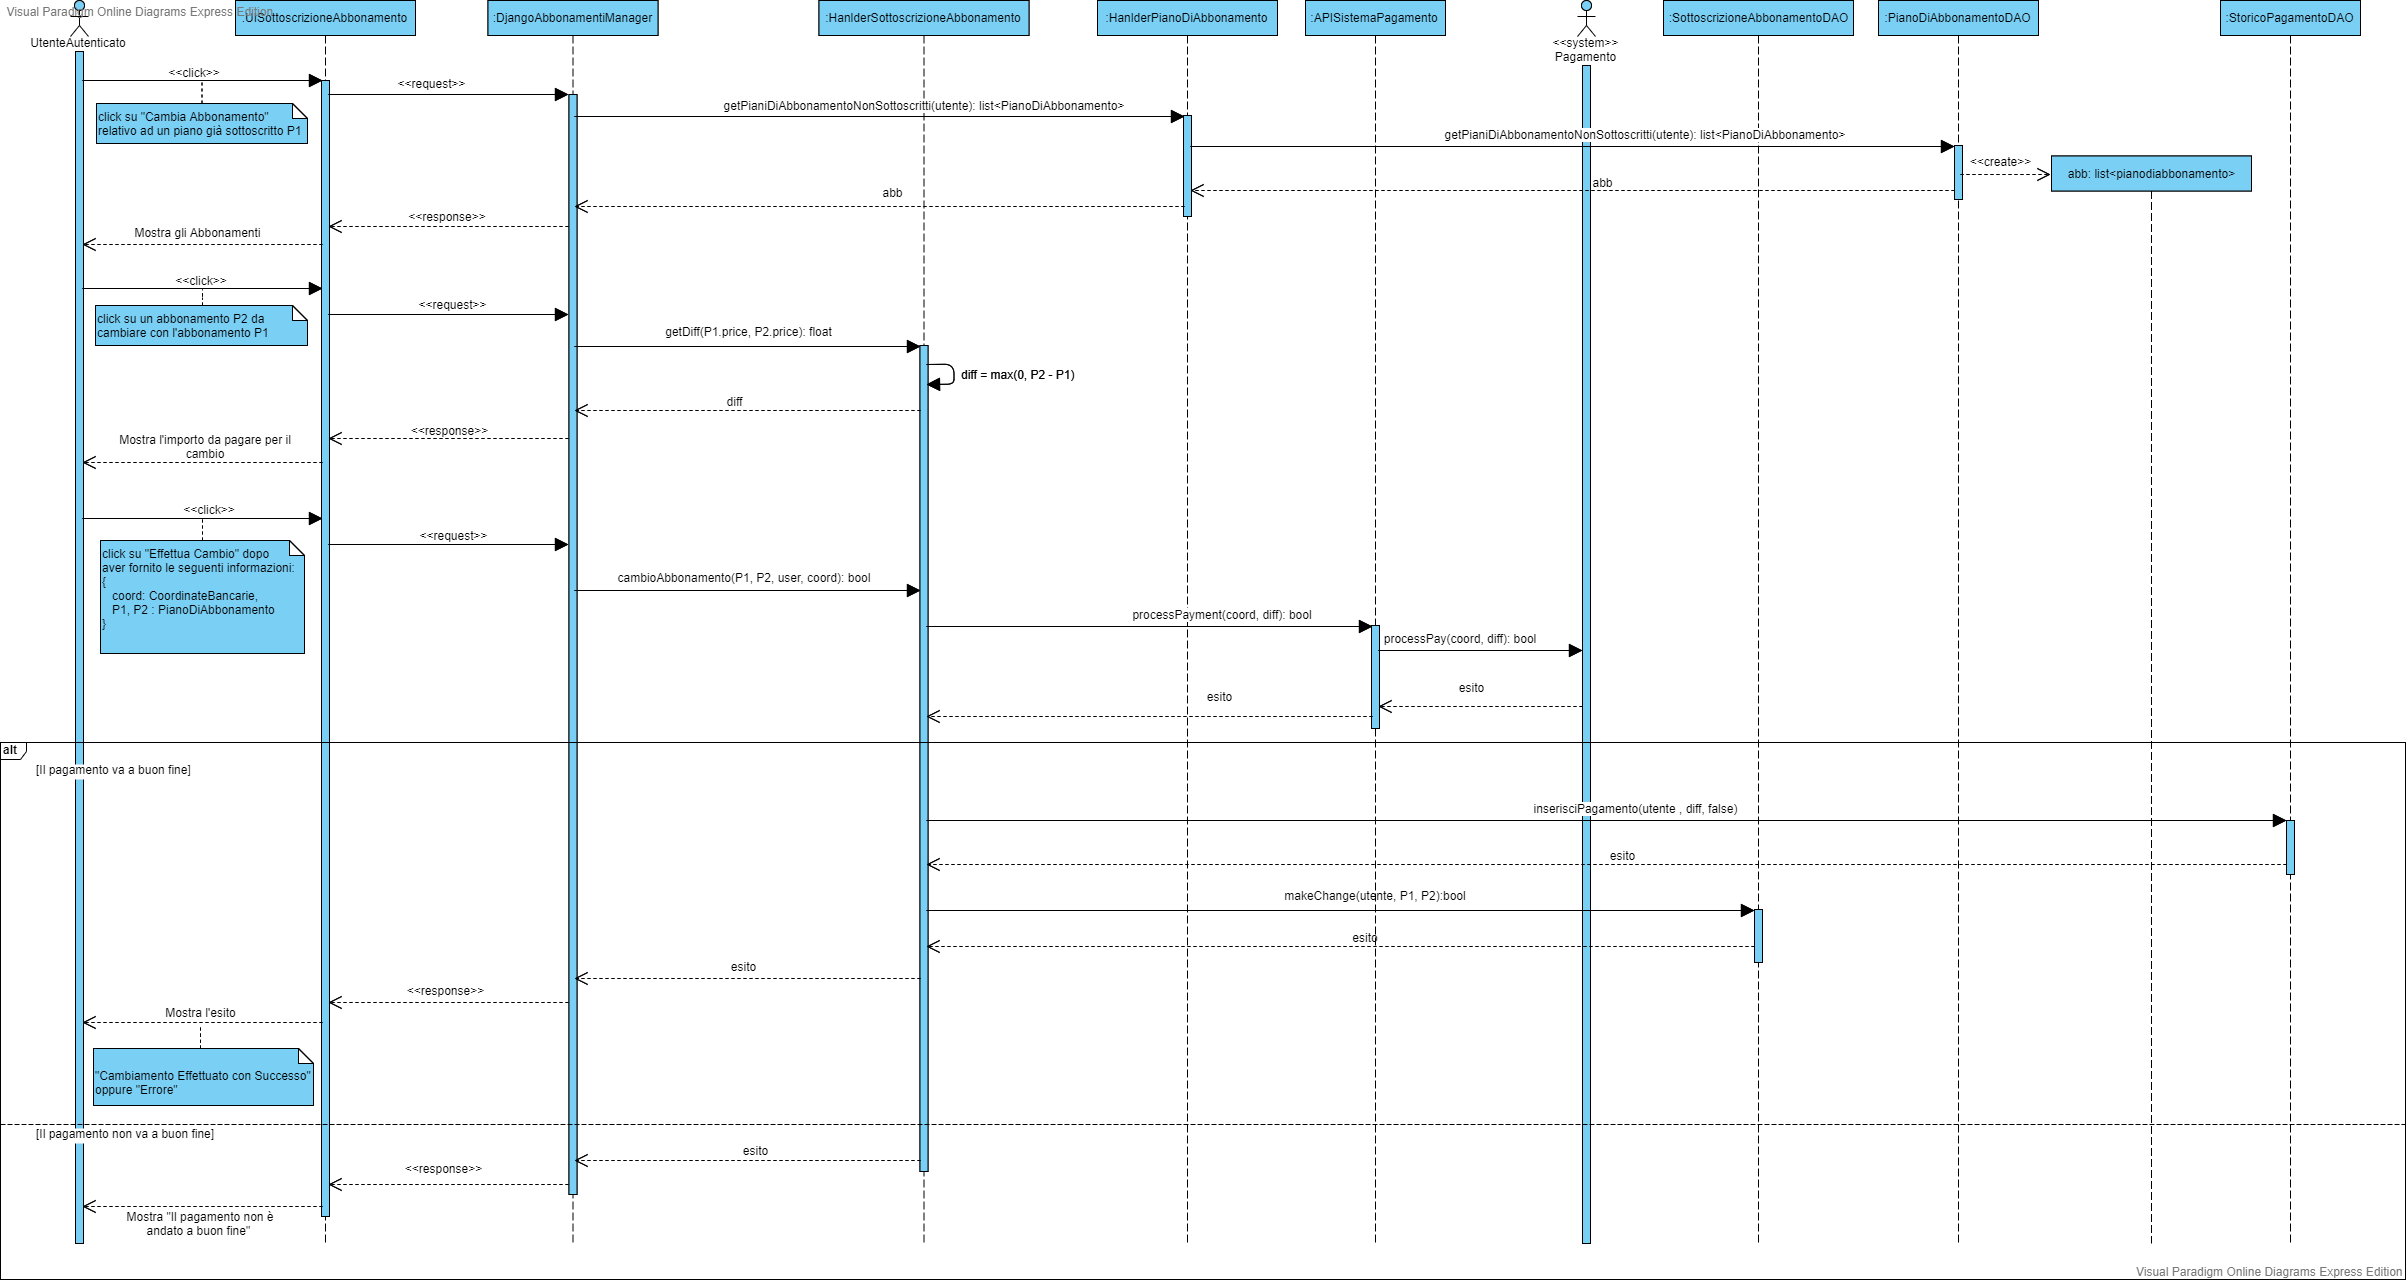 Visual Paradigm Online Diagrams Express Edition
UtenteAutenticato
:UISottoscrizioneAbbonamento
:DjangoAbbonamentiManager
:HanlderSottoscrizioneAbbonamento
:HanlderPianoDiAbbonamento
:APISistemaPagamento
<<system>>
Pagamento
:SottoscrizioneAbbonamentoDAO
:PianoDiAbbonamentoDAO
:StoricoPagamentoDAO
<<click>>
<<request>>
click su "Cambia Abbonamento"
relativo ad un piano già sottoscritto P1
getPianiDiAbbonamentoNonSottoscritti(utente): list<PianoDiAbbonamento>
getPianiDiAbbonamentoNonSottoscritti(utente): list<PianoDiAbbonamento>
<<create>>
abb: list<pianodiabbonamento>
abb
abb
<<response>>
Mostra gli Abbonamenti
<<click>>
click su un abbonamento P2 da
cambiare con l'abbonamento P1
<<request>>
getDiff(P1.price, P2.price): float
diff = max(0, P2 - P1)
diff
<<response>>
Mostra l'importo da pagare per il
cambio
<<click>>
click su "Effettua Cambio" dopo
aver fornito le seguenti informazioni:
{
coord: CoordinateBancarie,
P1, P2 : PianoDiAbbonamento
}
<<request>>
cambioAbbonamento(P1, P2, user, coord): bool
processPayment(coord, diff): bool
processPay(coord, diff): bool
esito
esito
alt
[Il pagamento va a buon fine]
inserisciPagamento(utente , diff, false)
esito
makeChange(utente, P1, P2):bool
esito
esito
<<response>>
Mostra l'esito
"Cambiamento Effettuato con Successo"
oppure "Errore"
[Il pagamento non va a buon fine]
esito
<<response>>
Mostra "Il pagamento non è
andato a buon fine"
Visual Paradigm Online Diagrams Express Edition